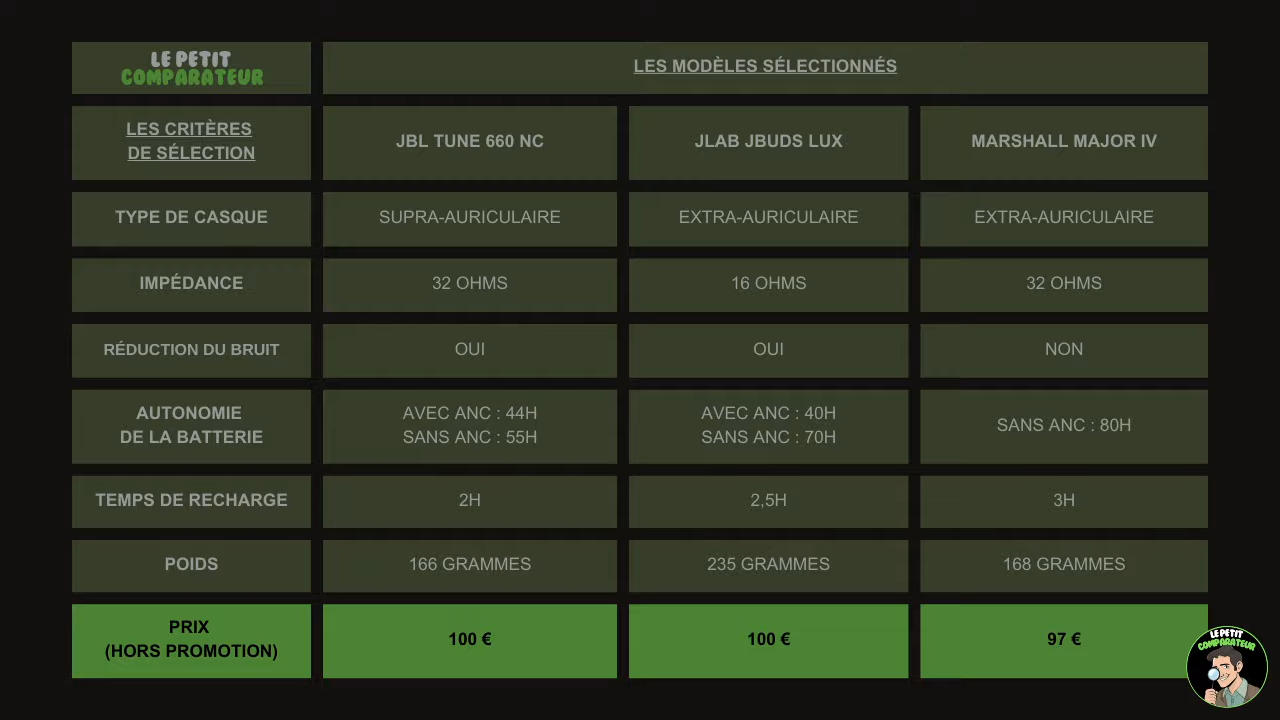 LE PETIT
COMPARATEUR
LES MODÈLES SÉLECTIONNÉS
LES CRITÈRES
DE SÉLECTION
JBL TUNE 660 NC
JLAB JBUDS LUX
MARSHALL MAJOR IV
TYPE DE CASQUE
SUPRA-AURICULAIRE
EXTRA-AURICULAIRE
EXTRA-AURICULAIRE
IMPÉDANCE
32 OHMS
16 OHMS
32 OHMS
RÉDUCTION DU BRUIT
OUI
OUI
NON
AUTONOMIE
DE LA BATTERIE
AVEC ANC : 44H
SANS ANC : 55H
AVEC ANC : 40H
SANS ANC : 70H
SANS ANC : 80H
TEMPS DE RECHARGE
2H
2,5H
3H
POIDS
166 GRAMMES
235 GRAMMES
168 GRAMMES
PRIX
(HORS PROMOTION)
100 €
100 €
97 €
LE PETIT
COMPARATEUR